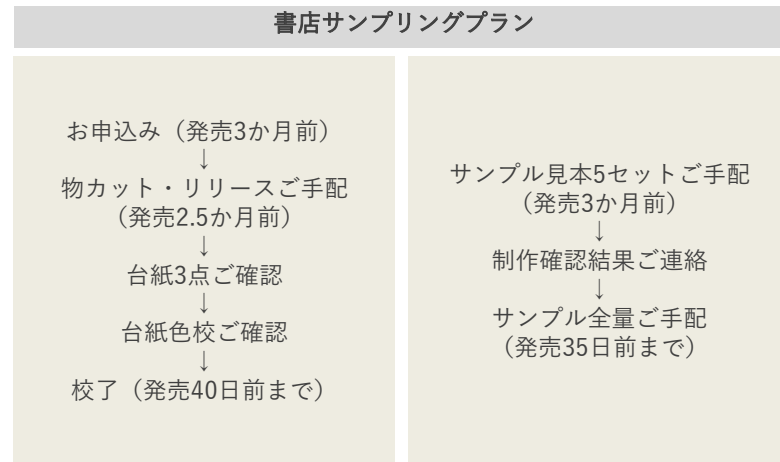 書店サンプリングプラン
お申込み（発売3か月前）
↓
物カット・リリースご手配
（発売2.5か月前）
↓
台紙3点ご確認
↓
台紙色校ご確認
↓
校了（発売40日前まで）
サンプル見本5セットご手配
（発売3か月前）
↓
制作確認結果ご連絡
↓
サンプル全量ご手配
（発売35日前まで）